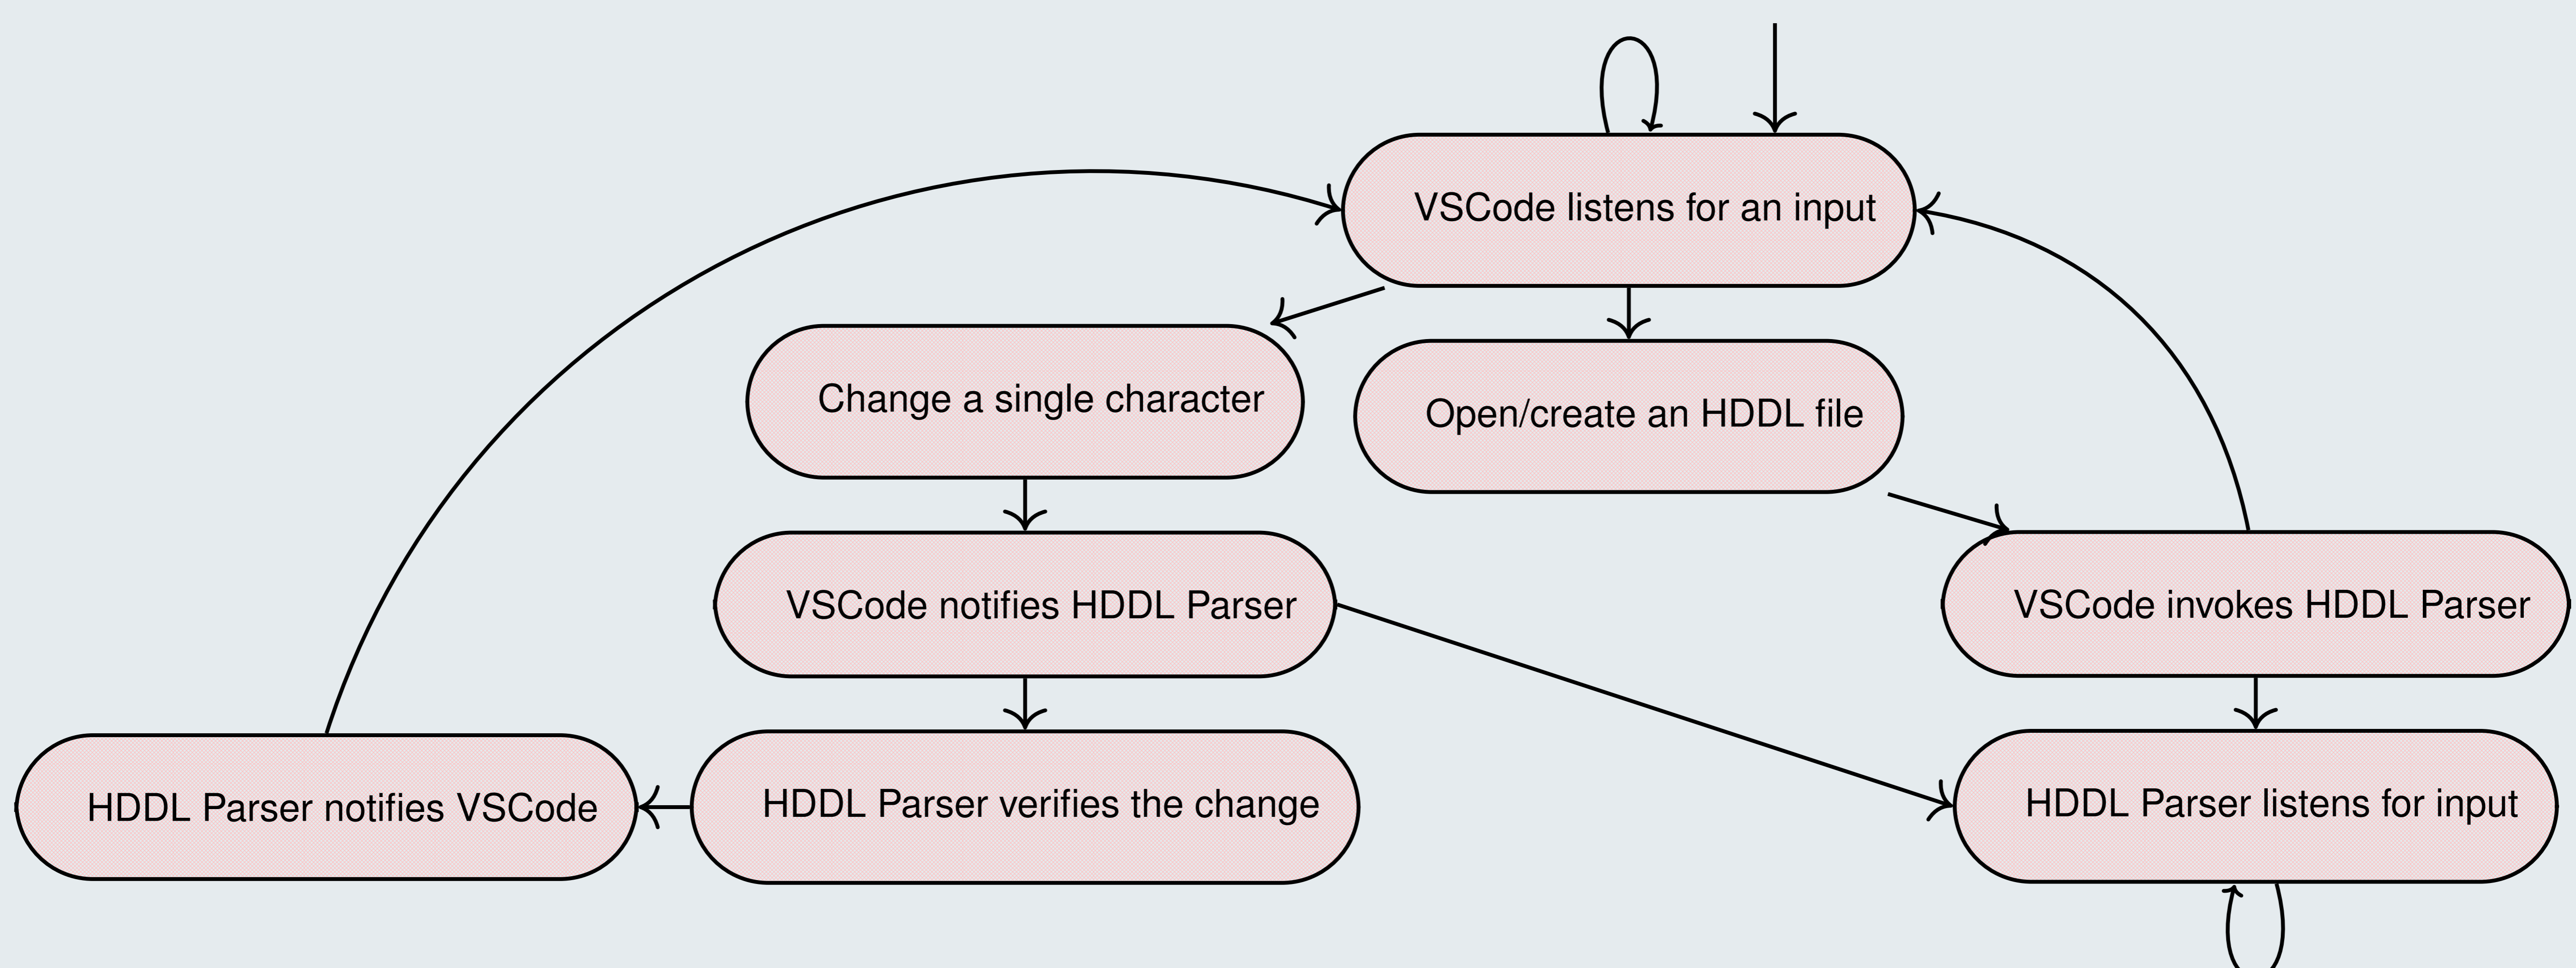 VSCode listens for an input
Change a single character
Open/create an HDDL file
VSCode notifies HDDL Parser
VSCode invokes HDDL Parser
HDDL Parser notifies VSCode
HDDL Parser verifies the change
HDDL Parser listens for input